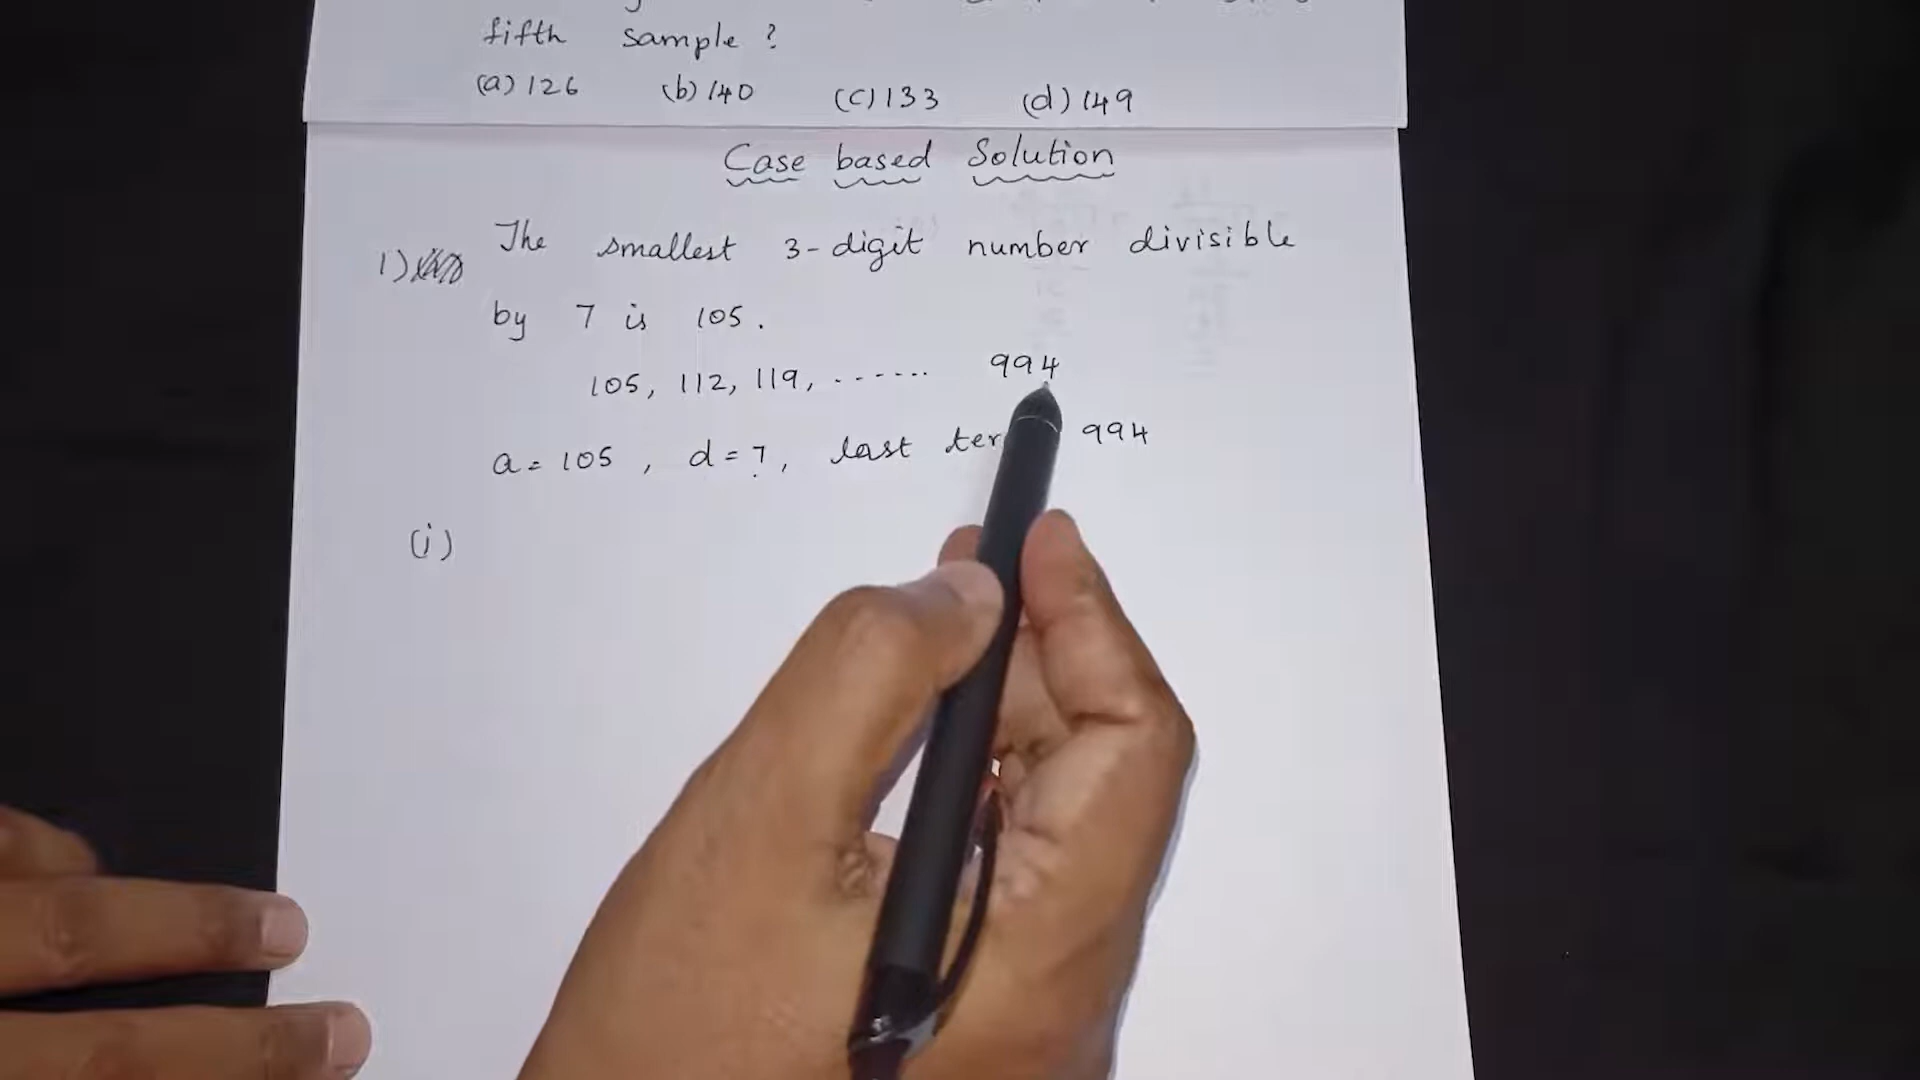 fifth sample ?
(a) 126 (b) 140 (c) 133 (d) 149
Case based Solution
1) The smallest 3-digit number divisible
by 7 is 105.
105, 112, 119, ....... 994
a = 105 , d = 7 , last ter 994
(i)